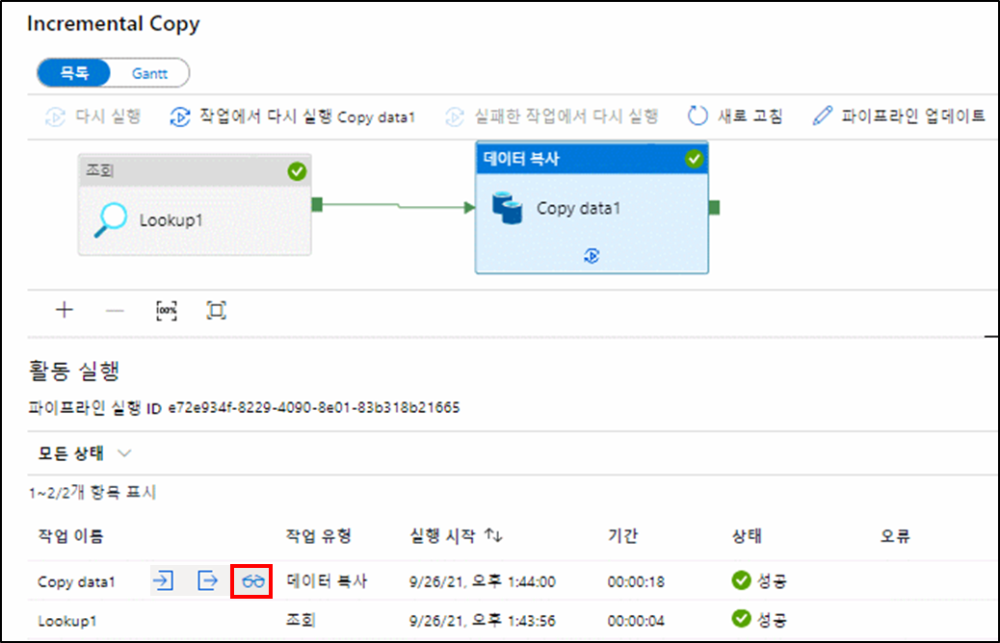 Incremental Copy
목록 Gantt
다시 실행 작업에서 다시 실행 Copy data1 실패한 작업에서 다시 실행 새로 고침 파이프라인 업데이트
조회 데이터 복사
Lookup1 Copy data1
100%
활동 실행
파이프라인 실행 ID e72e934f-8229-4090-8e01-83b318b21665
모든 상태
1~2/2개 항목 표시
작업 이름 작업 유형 실행 시작 기간 상태 오류
Copy data1 데이터 복사 9/26/21, 오후 1:44:00 00:00:18 성공
Lookup1 조회 9/26/21, 오후 1:43:56 00:00:04 성공